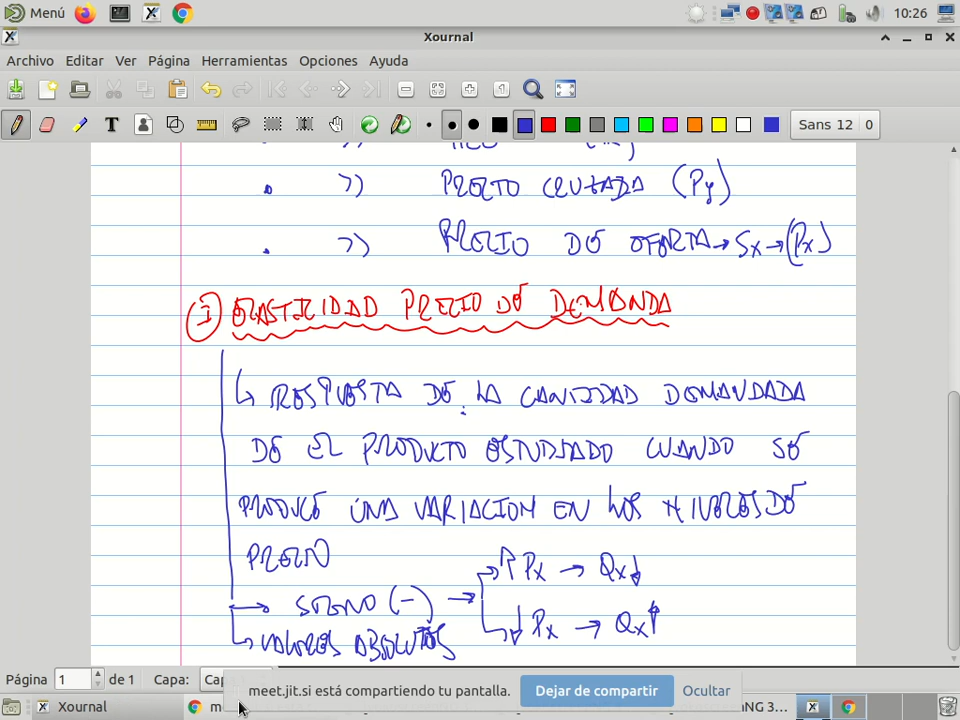 Menú
10:26
Xournal
Archivo Editar Ver Página Herramientas Opciones Ayuda
Sans 12 0
. >>
. >> PRECIO CRUZADA (Py)
. >> PRECIO DE OFERTA → Sx → (Px)
① ELASTICIDAD PRECIO DE DEMANDA
↳ RESPUESTA DE LA CANTIDAD DEMANDADA
DE EL PRODUCTO ESTUDIADO CUANDO SE
PRODUCE UNA VARIACION EN LOS NIVELES DE
PRECIO
→ SIGNO (-) → ↑ Px → Qx ↓
↓ Px → Qx ↑
↳ VALORES ABSOLUTOS
Página 1 de 1 Capa:
meet.jit.si está compartiendo tu pantalla. Dejar de compartir Ocultar
Xournal